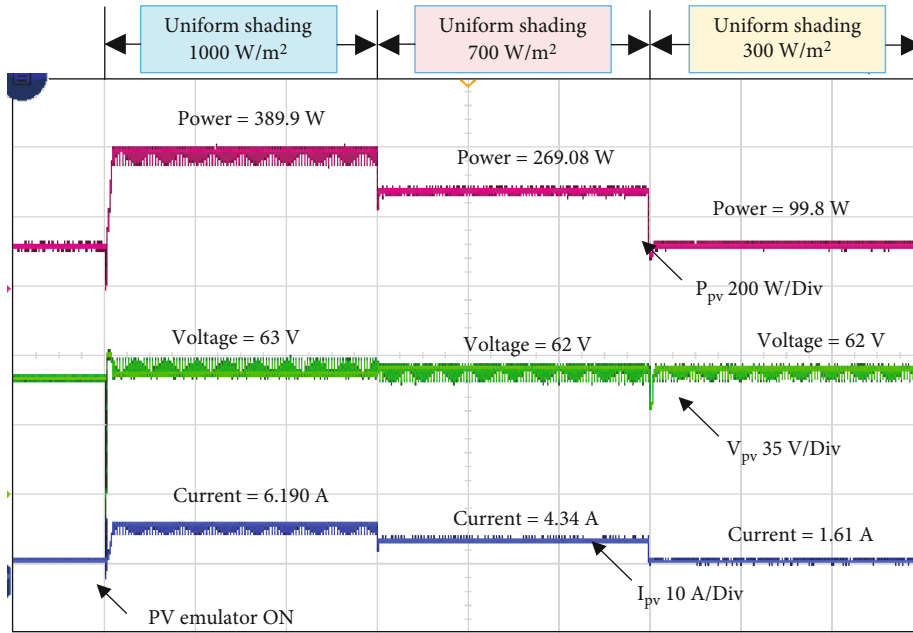 Uniform shading
1000 W/m²
Uniform shading
700 W/m²
Uniform shading
300 W/m²
Power = 389.9 W
Power = 269.08 W
Power = 99.8 W
Ppv 200 W/Div
Voltage = 63 V
Voltage = 62 V
Voltage = 62 V
Vpv 35 V/Div
Current = 6.190 A
Current = 4.34 A
Current = 1.61 A
Ipv 10 A/Div
PV emulator ON